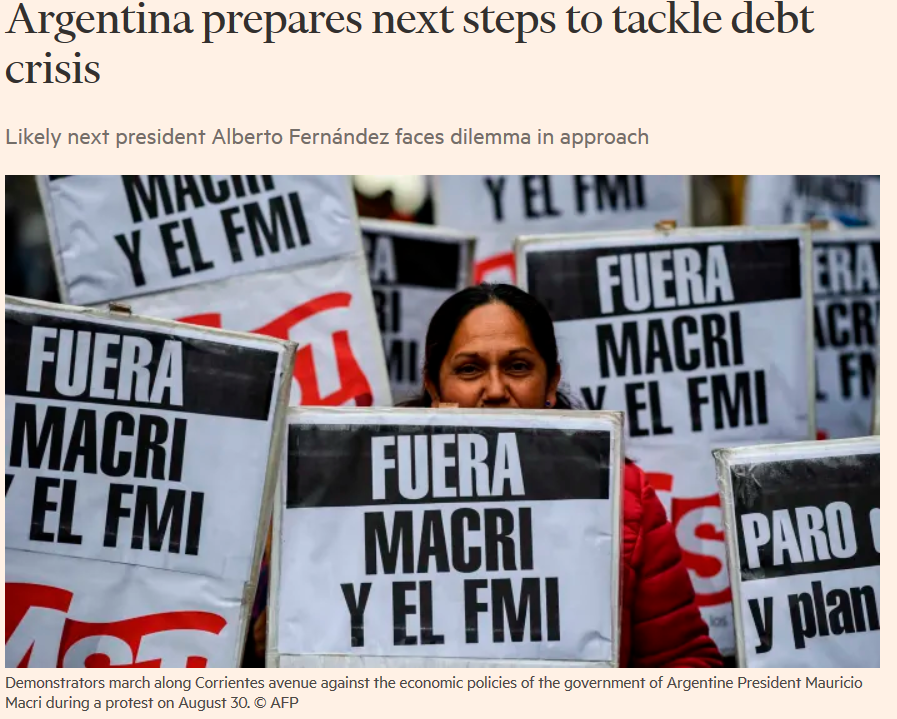 Argentina prepares next steps to tackle debt
crisis
Likely next president Alberto Fernández faces dilemma in approach
MACRI
Y EL FMI
Y EL FMI
FUERA
MACRI
Y EL FMI
FUERA
MACRI
Y EL FMI
MST
FUERA
MACRI
Y EL FMI
PARO
y plan
Demonstrators march along Corrientes avenue against the economic policies of the government of Argentine President Mauricio
Macri during a protest on August 30. © AFP